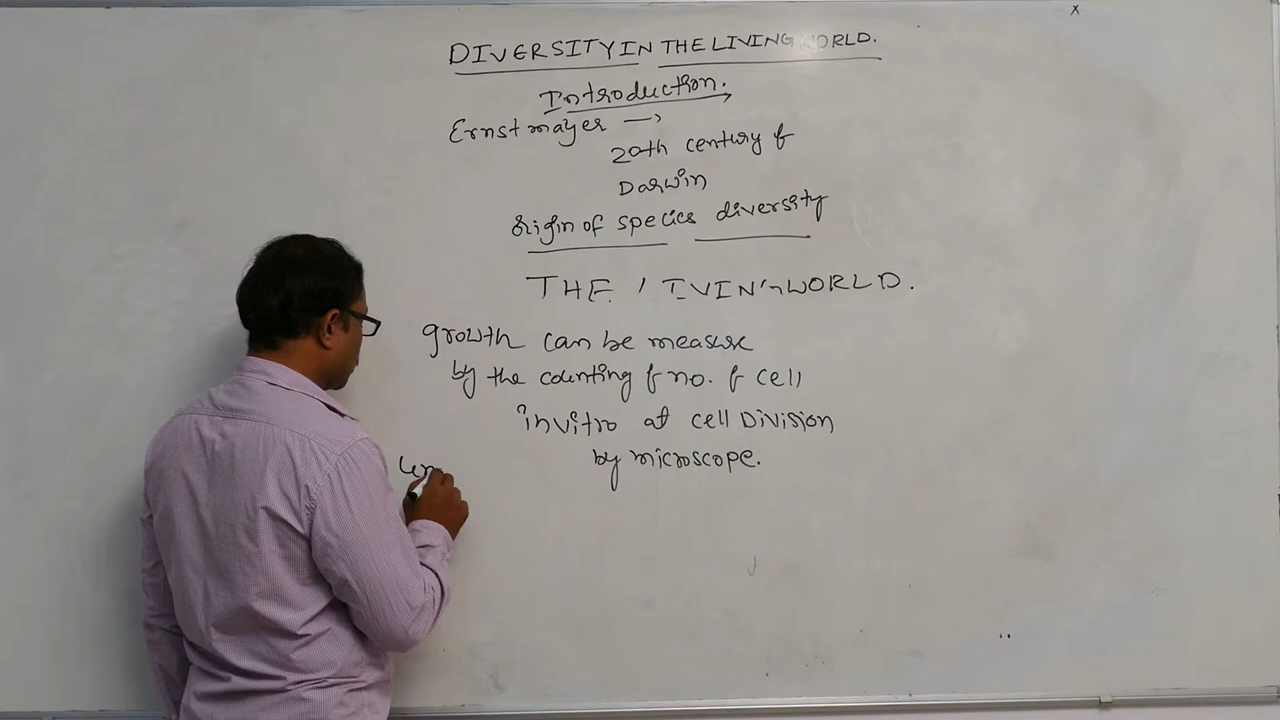 DIVERSITY IN THE LIVING WORLD.
Introduction.
Ernst mayer →
20th century of
Darwin
origin of species diversity
THE WORLD.
growth can be measure
by the counting of no. of cell
invitro at cell Division
by microscope.